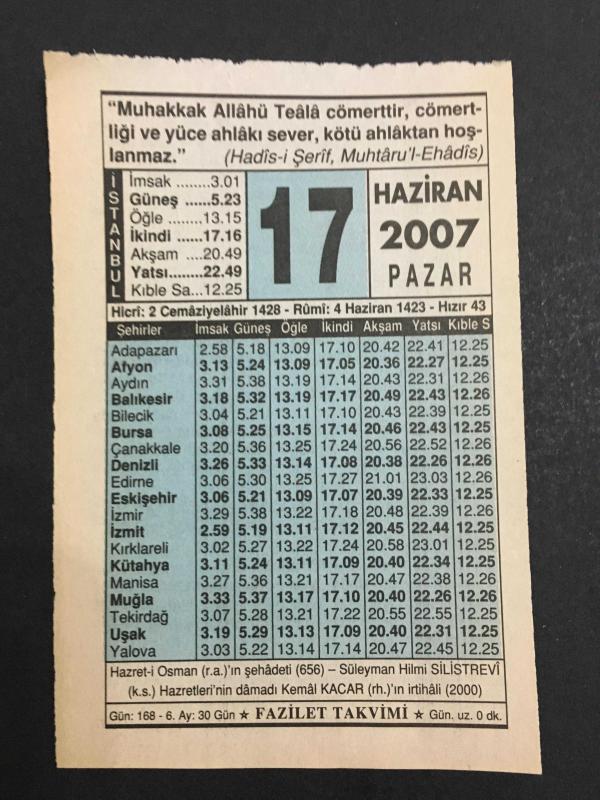 “Muhakkak Allâhü Teâlâ cömerttir, cömert-
liği ve yüce ahlâkı sever, kötü ahlâktan hoş-
lanmaz.” (Hadîs-i Şerîf, Muhtâru'l-Ehâdîs)
İSTANBUL
İmsak ........3.01
Güneş ......5.23
Öğle ........13.15
İkindi ......17.16
Akşam ....20.49
Yatsı........22.49
Kıble Sa...12.25
17
HAZİRAN
2007
PAZAR
Hicrî: 2 Cemâziyelâhir 1428 - Rûmî: 4 Haziran 1423 - Hızır 43
Şehirler İmsak Güneş Öğle İkindi Akşam Yatsı Kıble S
Adapazarı 2.58 5.18 13.09 17.10 20.42 22.41 12.25
Afyon 3.13 5.24 13.09 17.05 20.36 22.27 12.25
Aydın 3.31 5.38 13.19 17.14 20.43 22.31 12.26
Balıkesir 3.18 5.32 13.19 17.17 20.49 22.43 12.26
Bilecik 3.04 5.21 13.11 17.10 20.43 22.39 12.25
Bursa 3.08 5.25 13.15 17.14 20.46 22.43 12.25
Çanakkale 3.20 5.36 13.25 17.24 20.56 22.52 12.26
Denizli 3.26 5.33 13.14 17.08 20.38 22.26 12.26
Edirne 3.06 5.30 13.25 17.27 21.01 23.03 12.26
Eskişehir 3.06 5.21 13.09 17.07 20.39 22.33 12.25
İzmir 3.29 5.38 13.22 17.18 20.48 22.39 12.26
İzmit 2.59 5.19 13.11 17.12 20.45 22.44 12.25
Kırklareli 3.02 5.27 13.22 17.24 20.58 23.01 12.25
Kütahya 3.11 5.24 13.11 17.09 20.40 22.34 12.25
Manisa 3.27 5.36 13.21 17.17 20.47 22.38 12.26
Muğla 3.33 5.37 13.17 17.10 20.40 22.26 12.26
Tekirdağ 3.07 5.28 13.21 17.22 20.55 22.55 12.25
Uşak 3.19 5.29 13.13 17.09 20.40 22.31 12.25
Yalova 3.03 5.22 13.14 17.14 20.47 22.45 12.25
Hazret-i Osman (r.a.)'ın şehâdeti (656) – Süleyman Hilmi SİLİSTREVÎ
(k.s.) Hazretleri'nin dâmadı Kemâl KACAR (rh.)'ın irtihâli (2000)
Gün: 168 - 6. Ay: 30 Gün ★ FAZİLET TAKVİMİ ★ Gün. uz. 0 dk.